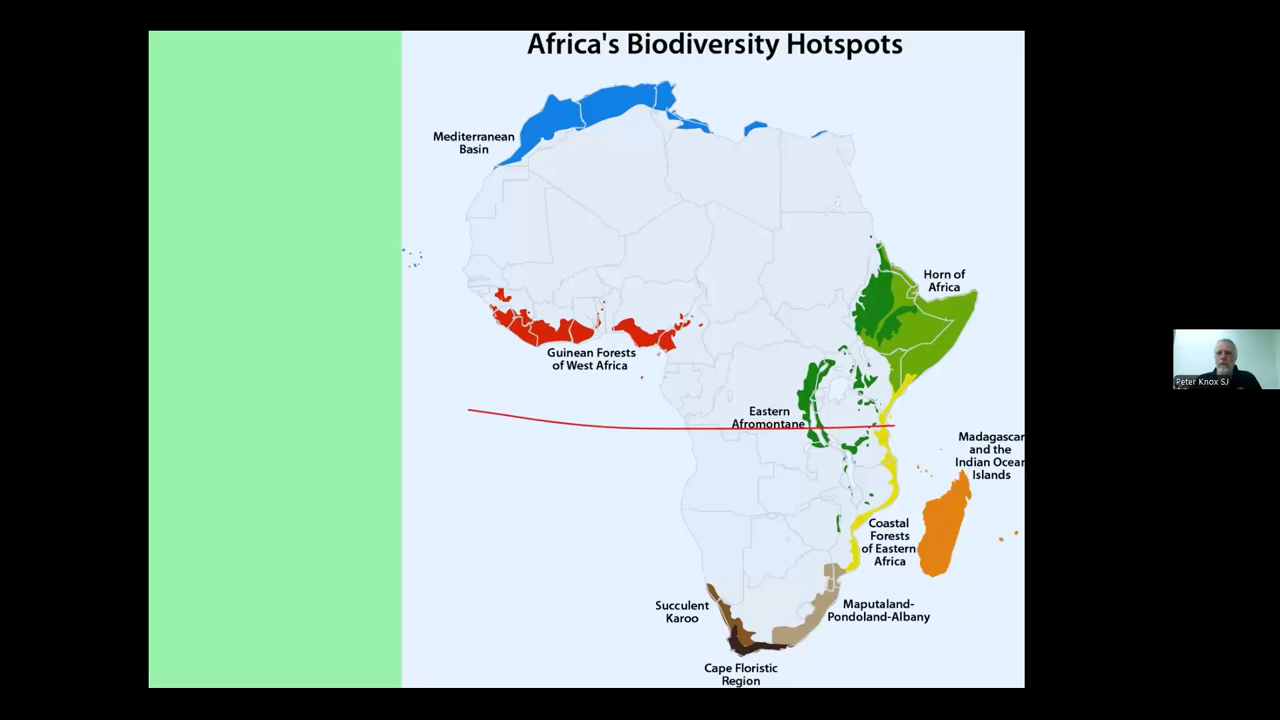 Africa's Biodiversity Hotspots
Mediterranean
Basin
Horn of
Africa
Guinean Forests
of West Africa
Eastern
Afromontane
Madagascar
and the
Indian Ocean
Islands
Coastal
Forests
of Eastern
Africa
Succulent
Karoo
Maputaland-
Pondoland-Albany
Cape Floristic
Region
Peter Knox SJ